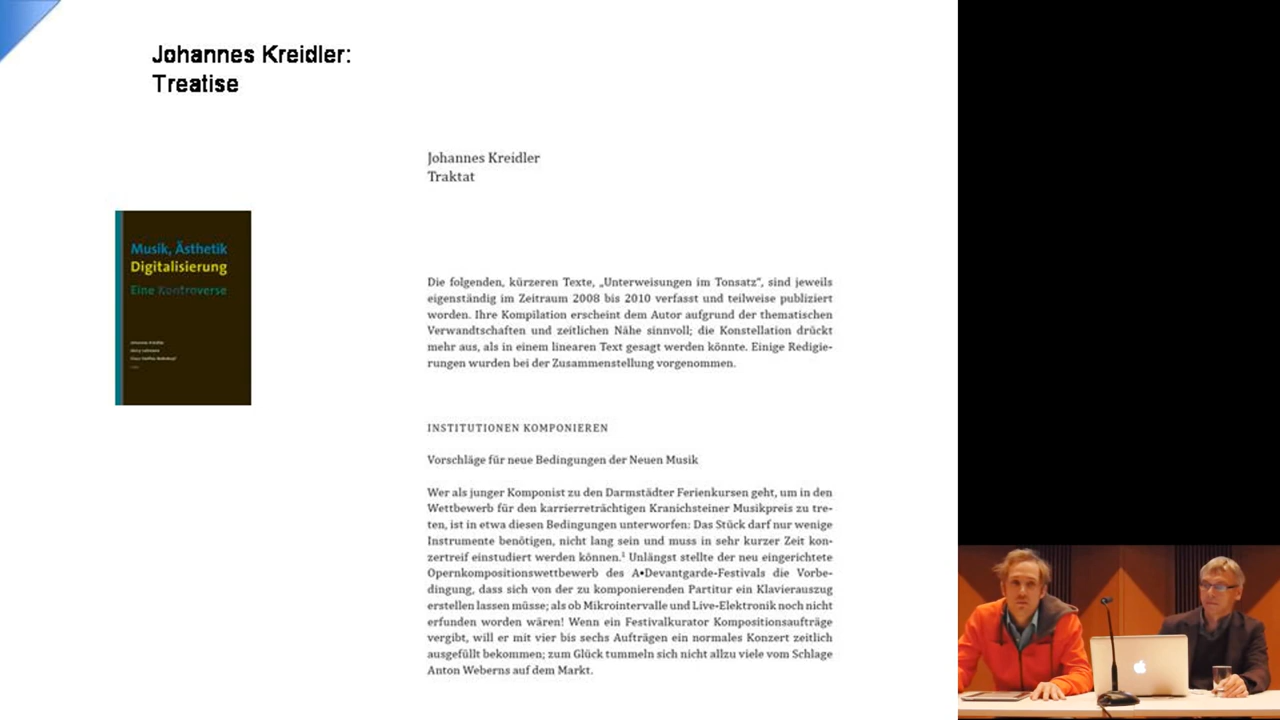 Johannes Kreidler:
Treatise
Johannes Kreidler
Traktat
Musik, Ästhetik
Digitalisierung
Eine Kontroverse
Johannes Kreidler
Harry Lehmann
Claus-Steffen Mahnkopf
Die folgenden, kürzeren Texte, „Unterweisungen im Tonsatz“, sind jeweils
eigenständig im Zeitraum 2008 bis 2010 verfasst und teilweise publiziert
worden. Ihre Kompilation erscheint dem Autor aufgrund der thematischen
Verwandtschaften und zeitlichen Nähe sinnvoll; die Konstellation drückt
mehr aus, als in einem linearen Text gesagt werden könnte. Einige Redigie-
rungen wurden bei der Zusammenstellung vorgenommen.
INSTITUTIONEN KOMPONIEREN
Vorschläge für neue Bedingungen der Neuen Musik
Wer als junger Komponist zu den Darmstädter Ferienkursen geht, um in den
Wettbewerb für den karriereträchtigen Kranichsteiner Musikpreis zu tre-
ten, ist in etwa diesen Bedingungen unterworfen: Das Stück darf nur wenige
Instrumente benötigen, nicht lang sein und muss in sehr kurzer Zeit kon-
zertreif einstudiert werden können.¹ Unlängst stellte der neu eingerichtete
Opernkompositionswettbewerb des A•Devantgarde-Festivals die Vorbe-
dingung, dass sich von der zu komponierenden Partitur ein Klavierauszug
erstellen lassen müsse; als ob Mikrointervalle und Live-Elektronik noch nicht
erfunden worden wären! Wenn ein Festivalkurator Kompositionsaufträge
vergibt, will er mit vier bis sechs Aufträgen ein normales Konzert zeitlich
ausgefüllt bekommen; zum Glück tummeln sich nicht allzu viele vom Schlage
Anton Weberns auf dem Markt.